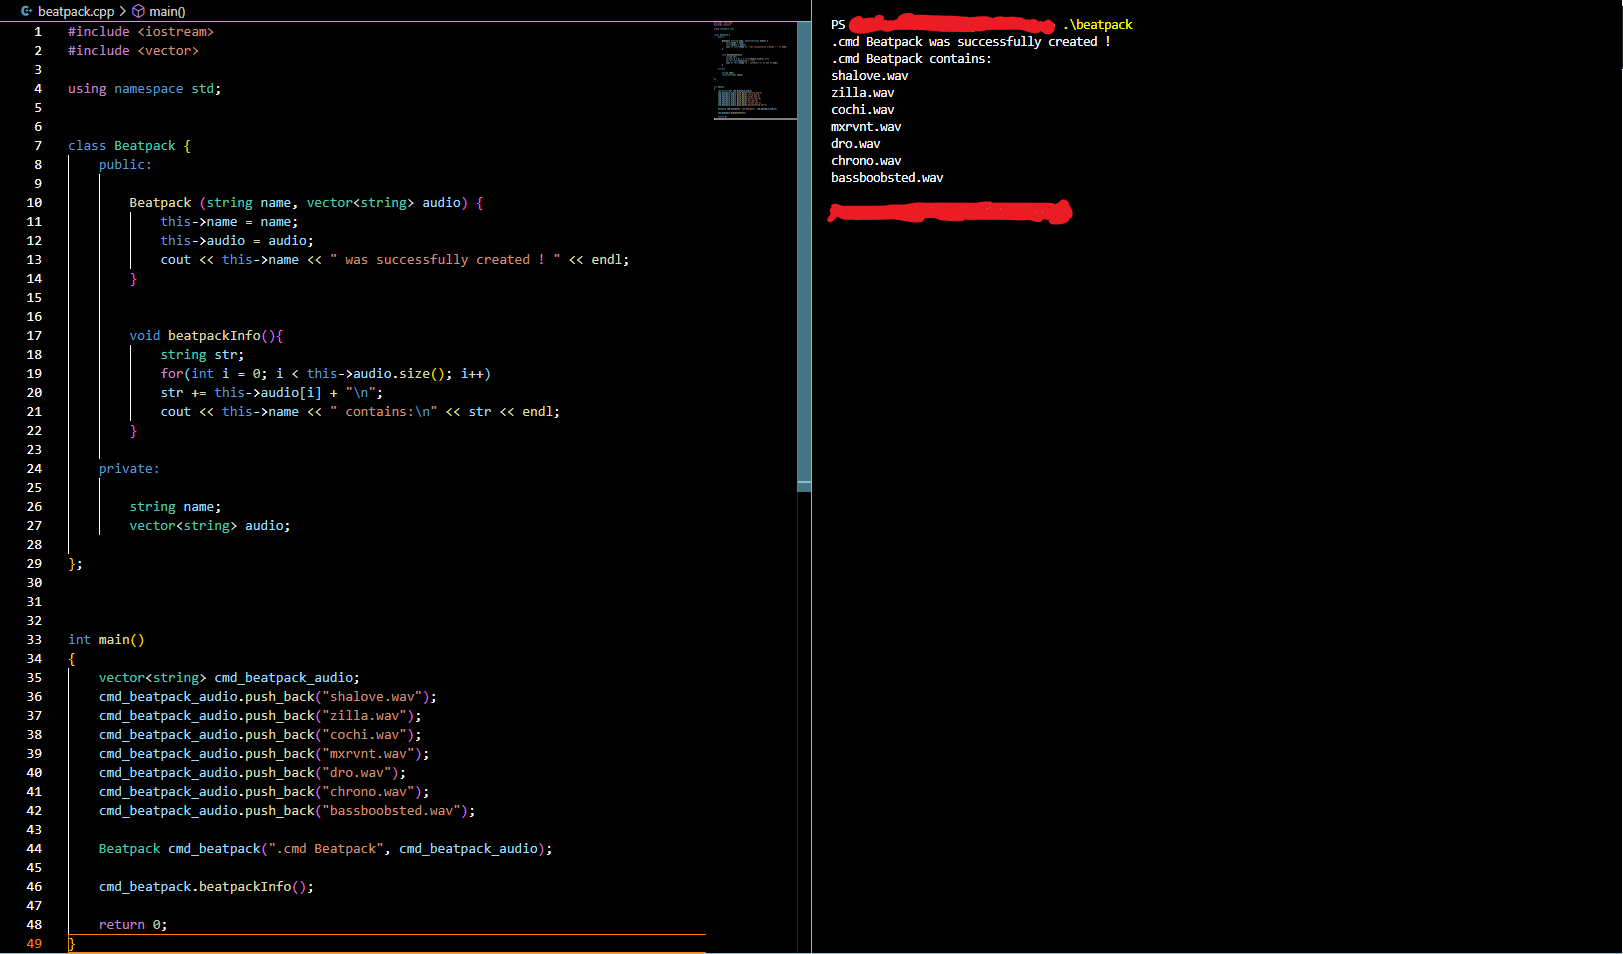 beatpack.cpp > main()
1 #include <iostream>
2 #include <vector>
3
4 using namespace std;
5
6
7 class Beatpack {
8 public:
9
10 Beatpack (string name, vector<string> audio) {
11 this->name = name;
12 this->audio = audio;
13 cout << this->name << " was successfully created ! " << endl;
14 }
15
16
17 void beatpackInfo(){
18 string str;
19 for(int i = 0; i < this->audio.size(); i++)
20 str += this->audio[i] + "\n";
21 cout << this->name << " contains:\n" << str << endl;
22 }
23
24 private:
25
26 string name;
27 vector<string> audio;
28
29 };
30
31
32
33 int main()
34 {
35 vector<string> cmd_beatpack_audio;
36 cmd_beatpack_audio.push_back("shalove.wav");
37 cmd_beatpack_audio.push_back("zilla.wav");
38 cmd_beatpack_audio.push_back("cochi.wav");
39 cmd_beatpack_audio.push_back("mxrvnt.wav");
40 cmd_beatpack_audio.push_back("dro.wav");
41 cmd_beatpack_audio.push_back("chrono.wav");
42 cmd_beatpack_audio.push_back("bassboobsted.wav");
43
44 Beatpack cmd_beatpack(".cmd Beatpack", cmd_beatpack_audio);
45
46 cmd_beatpack.beatpackInfo();
47
48 return 0;
49 }
PS .\beatpack
.cmd Beatpack was successfully created !
.cmd Beatpack contains:
shalove.wav
zilla.wav
cochi.wav
mxrvnt.wav
dro.wav
chrono.wav
bassboobsted.wav